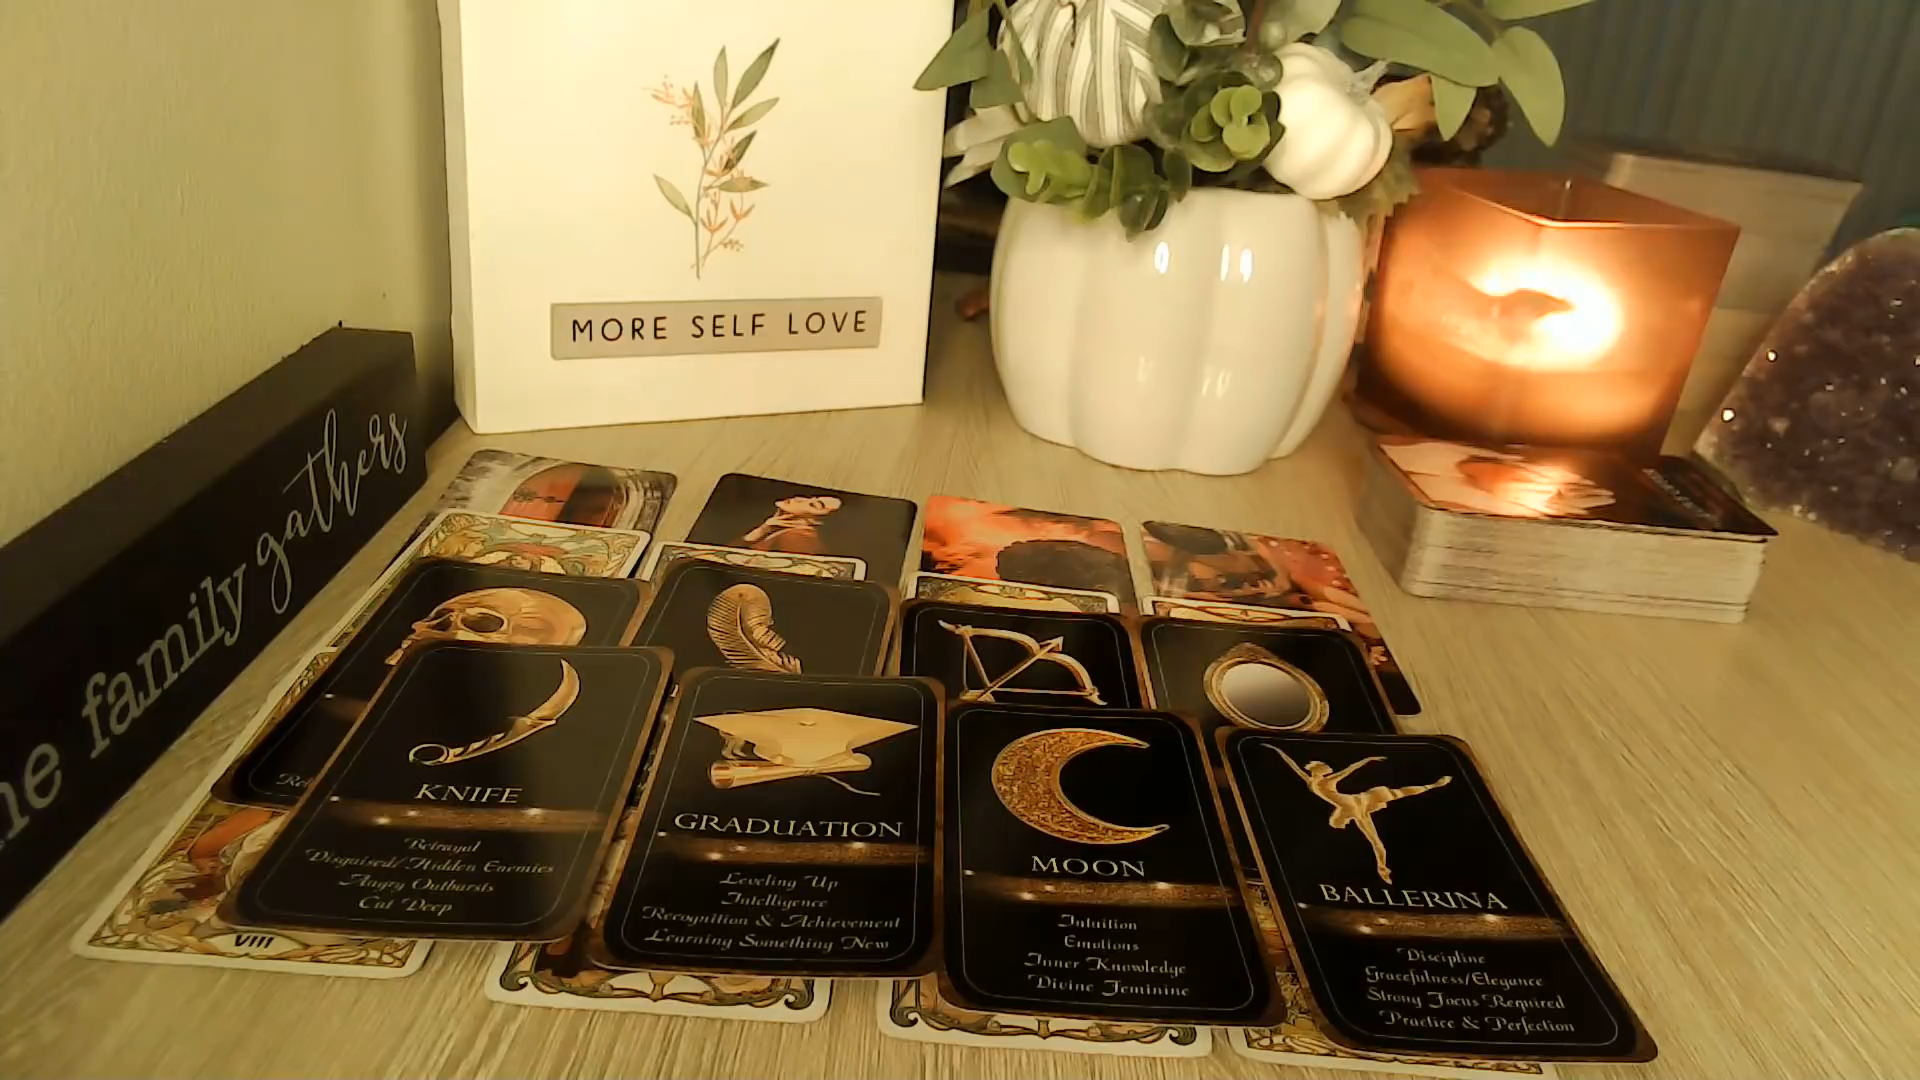 MORE SELF LOVE
he family gathers
KNIFE
Betrayal
Disguised/Hidden Enemies
Angry Outbursts
Cut Deep
VIII
GRADUATION
Leveling Up
Intelligence
Recognition & Achievement
Learning Something New
MOON
Intuition
Emotions
Inner Knowledge
Divine Feminine
BALLERINA
Discipline
Gracefulness/Elegance
Strong Focus Required
Practice & Perfection